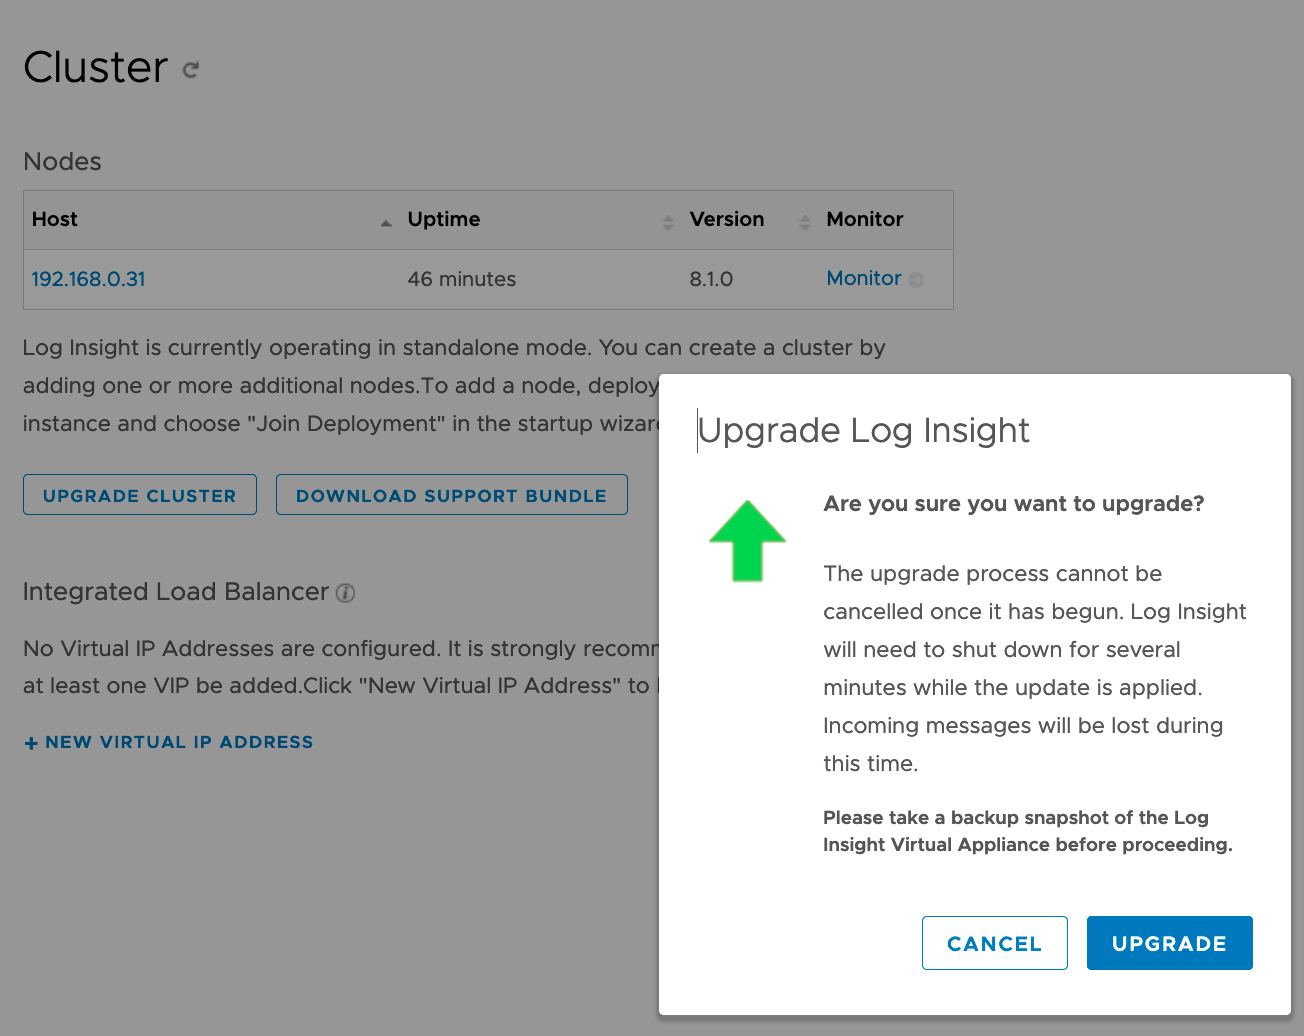 Cluster
Nodes
Host Uptime Version Monitor
192.168.0.31 46 minutes 8.1.0 Monitor
Log Insight is currently operating in standalone mode. You can create a cluster by
adding one or more additional nodes.To add a node, deploy
instance and choose "Join Deployment" in the startup
UPGRADE CLUSTER DOWNLOAD SUPPORT BUNDLE
Integrated Load Balancer
No Virtual IP Addresses are configured. It is strongly
at least one VIP be added.Click "New Virtual IP Address" to
+ NEW VIRTUAL IP ADDRESS
Upgrade Log Insight
Are you sure you want to upgrade?
The upgrade process cannot be
cancelled once it has begun. Log Insight
will need to shut down for several
minutes while the update is applied.
Incoming messages will be lost during
this time.
Please take a backup snapshot of the Log
Insight Virtual Appliance before proceeding.
CANCEL UPGRADE